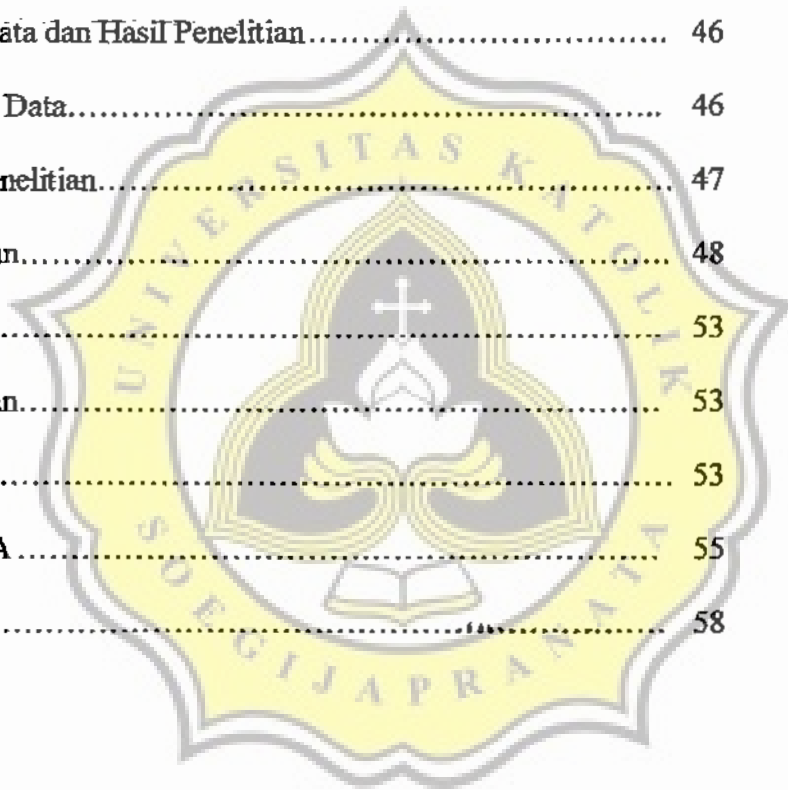 ata dan Hasil Penelitian........................................ 46
Data........................................................................ 46
nelitian.................................................................... 47
n............................................................................. 48
................................................................................ 53
n............................................................................. 53
................................................................................ 53
A ........................................................................... 55
................................................................................ 58
UNIVERSITAS KATOLIK
SOEGIJAPRANATA